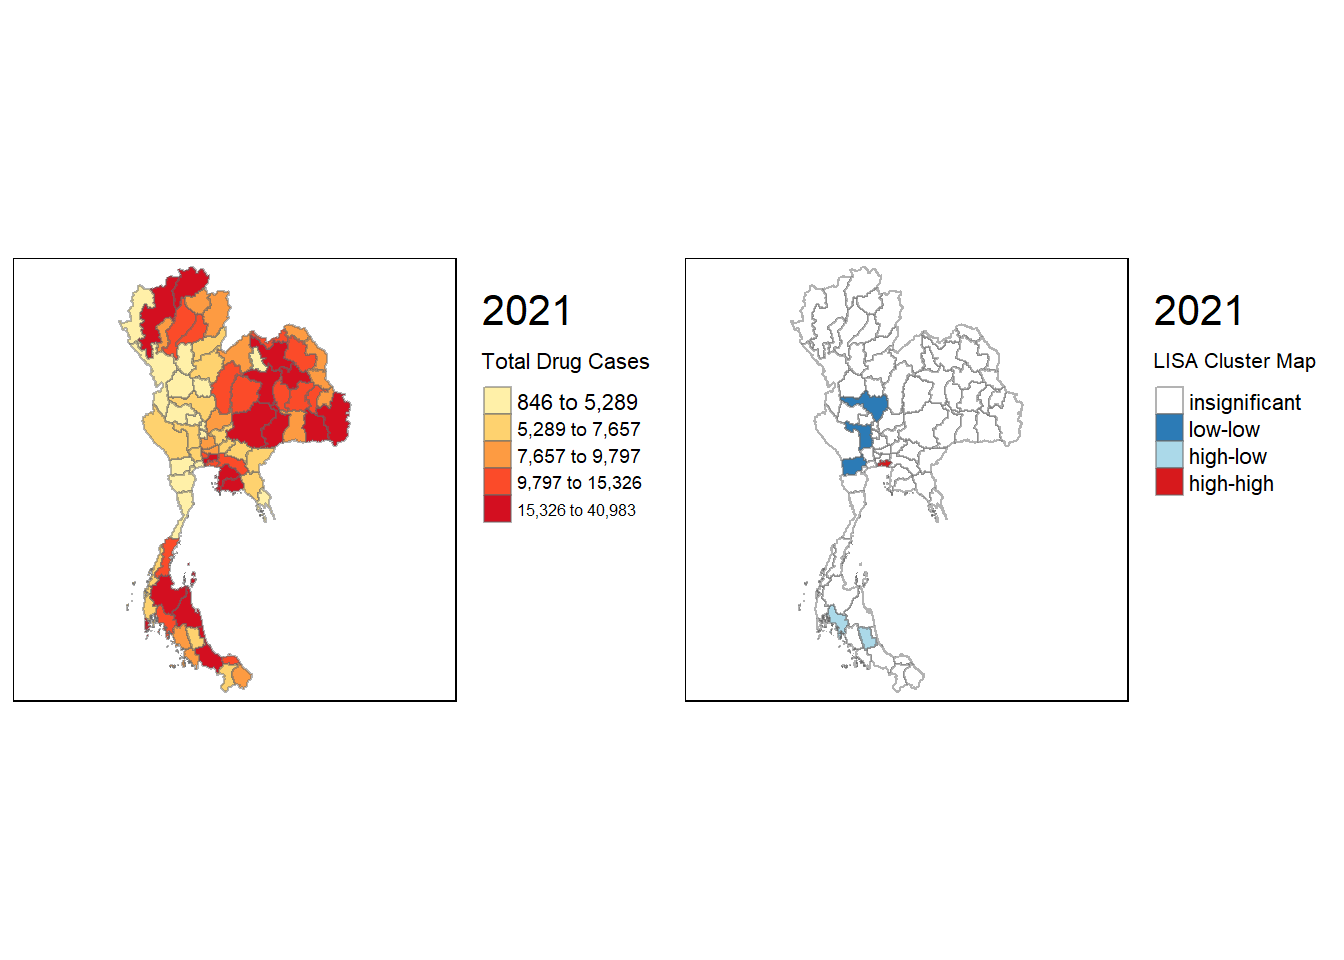 2021
Total Drug Cases
846 to 5,289
5,289 to 7,657
7,657 to 9,797
9,797 to 15,326
15,326 to 40,983
2021
LISA Cluster Map
insignificant
low-low
high-low
high-high